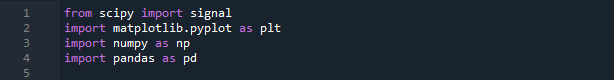 1 from scipy import signal
2 import matplotlib.pyplot as plt
3 import numpy as np
4 import pandas as pd
5